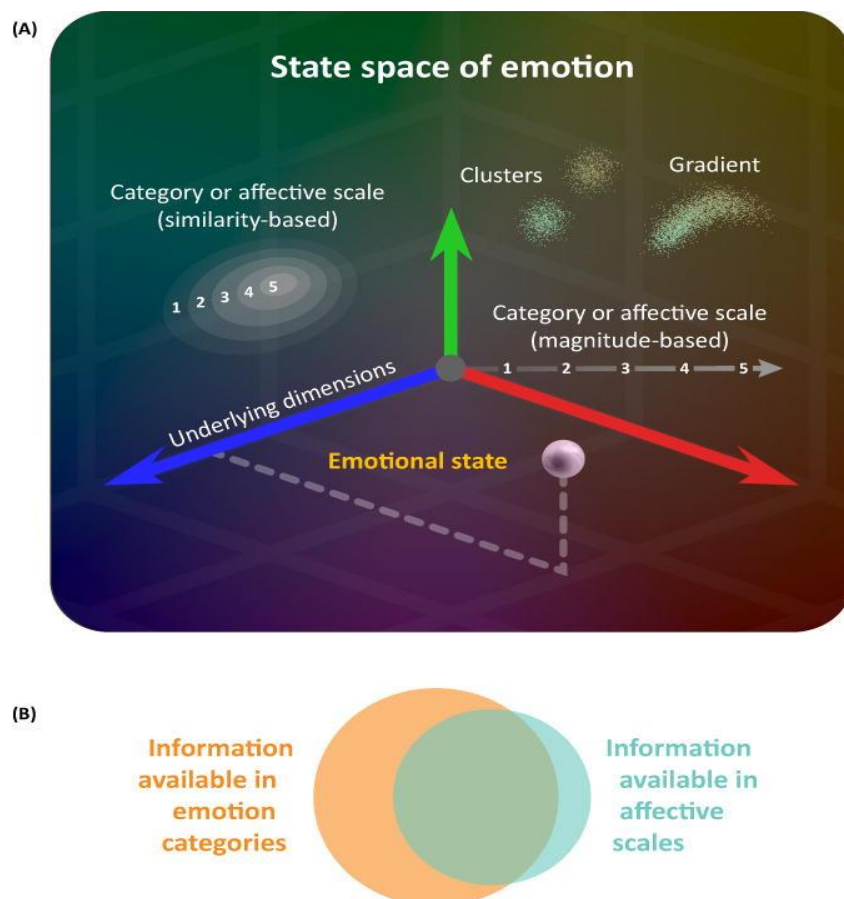 (A)
State space of emotion
Clusters
Gradient
Category or affective scale
(similarity-based)
1 2 3 4 5
Category or affective scale
(magnitude-based)
1 2 3 4 5
Underlying dimensions
Emotional state
(B)
Information
available in
emotion
categories
Information
available in
affective
scales